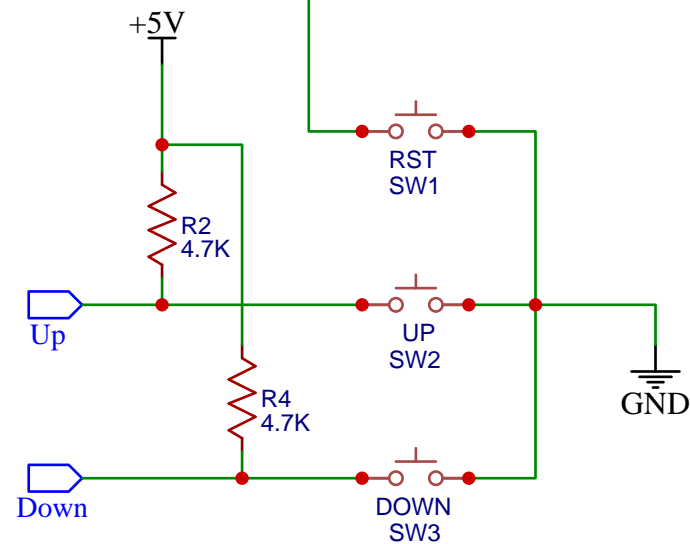 +5V
RST
SW1
R2
4.7K
Up
UP
SW2
R4
4.7K
GND
Down
DOWN
SW3